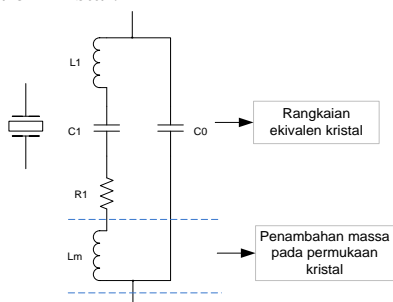 L1
C1
C0
R1
Lm
Rangkaian
ekivalen kristal
Penambahan massa
pada permukaan
kristal